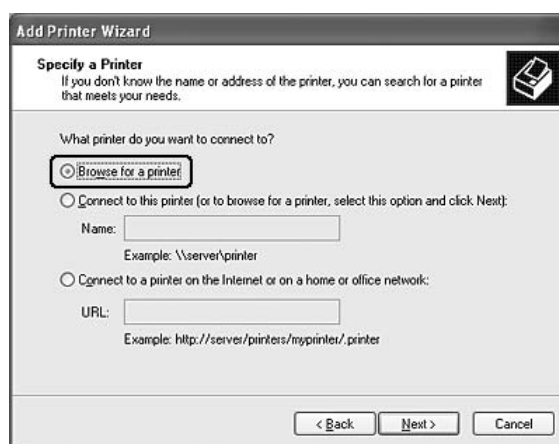 Add Printer Wizard
Specify a Printer
If you don't know the name or address of the printer, you can search for a printer
that meets your needs.
What printer do you want to connect to?
Browse for a printer
Connect to this printer (or to browse for a printer, select this option and click Next):
Name:
Example: \\server\printer
Connect to a printer on the Internet or on a home or office network:
URL:
Example: http://server/printers/myprinter/.printer
< Back Next > Cancel